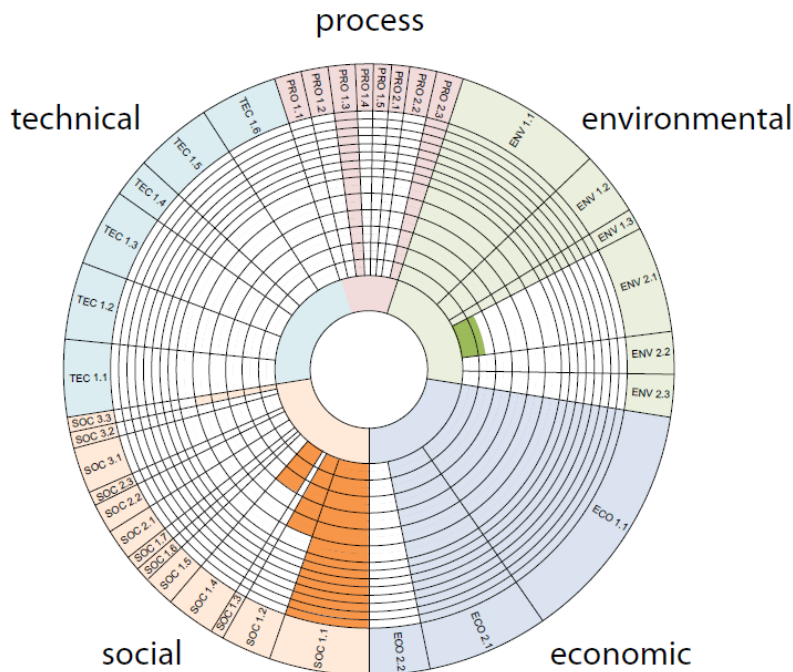 process
technical
environmental
PRO 1.1
PRO 1.2
PRO 1.3
PRO 1.4
PRO 1.5
PRO 2.1
PRO 2.2
PRO 2.3
ENV 1.1
ENV 1.2
ENV 1.3
ENV 2.1
ENV 2.2
ENV 2.3
ECO 1.1
ECO 2.1
ECO 2.2
SOC 1.1
SOC 1.2
SOC 1.3
SOC 1.4
SOC 1.5
SOC 1.6
SOC 1.7
SOC 2.1
SOC 2.2
SOC 2.3
SOC 3.1
SOC 3.2
SOC 3.3
TEC 1.1
TEC 1.2
TEC 1.3
TEC 1.4
TEC 1.5
TEC 1.6
social
economic